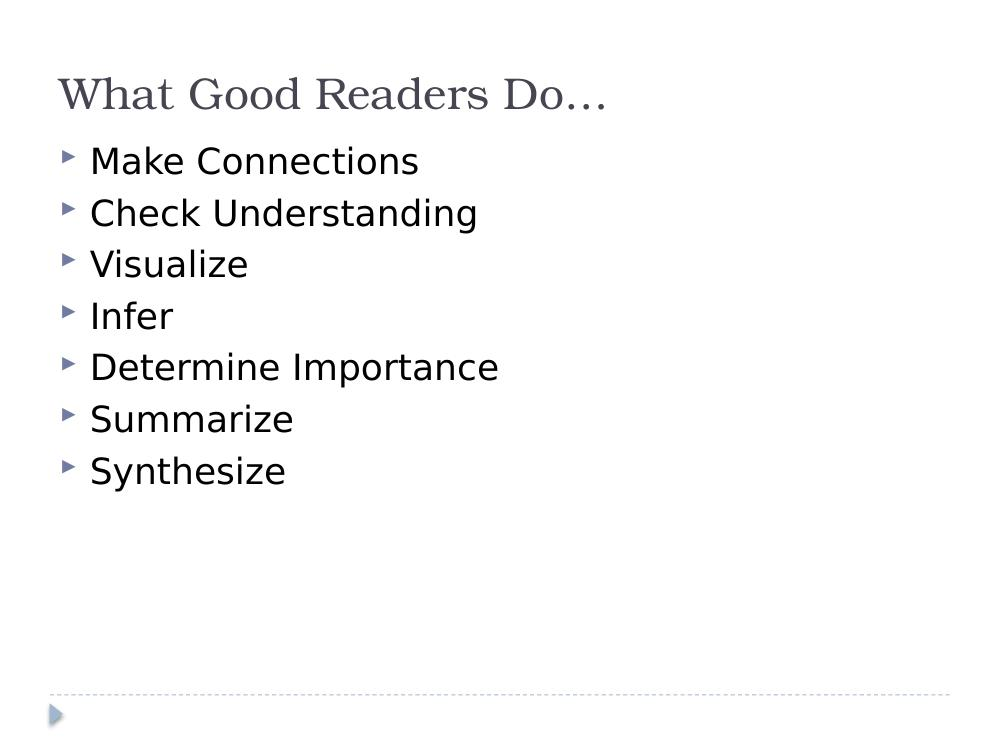 What Good Readers Do…
Make Connections
Check Understanding
Visualize
Infer
Determine Importance
Summarize
Synthesize